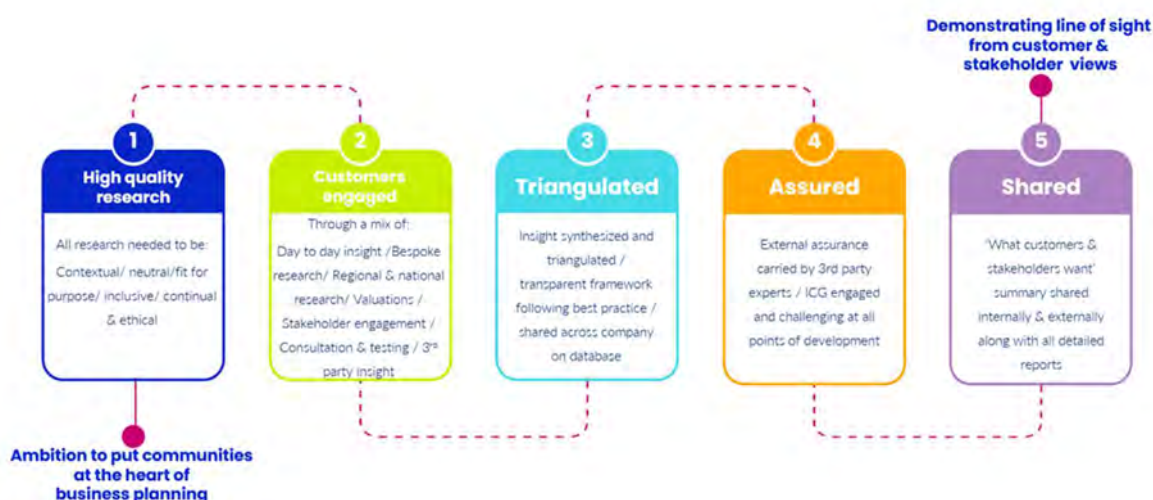 Demonstrating line of sight
from customer &
stakeholder views
1
High quality
research
All research needed to be:
Contextual/ neutral/fit for
purpose/ inclusive/ continual
& ethical
Ambition to put communities
at the heart of
business planning
2
Customers
engaged
Through a mix of:
Day to day insight /Bespoke
research/ Regional & national
research/ Valuations /
Stakeholder engagement /
Consultation & testing / 3rd
party insight
3
Triangulated
Insight synthesized and
triangulated /
transparent framework
following best practice /
shared across company
on database
4
Assured
External assurance
carried by 3rd party
experts / ICG engaged
and challenging at all
points of development
5
Shared
'What customers &
stakeholders want'
summary shared
internally & externally
along with all detailed
reports